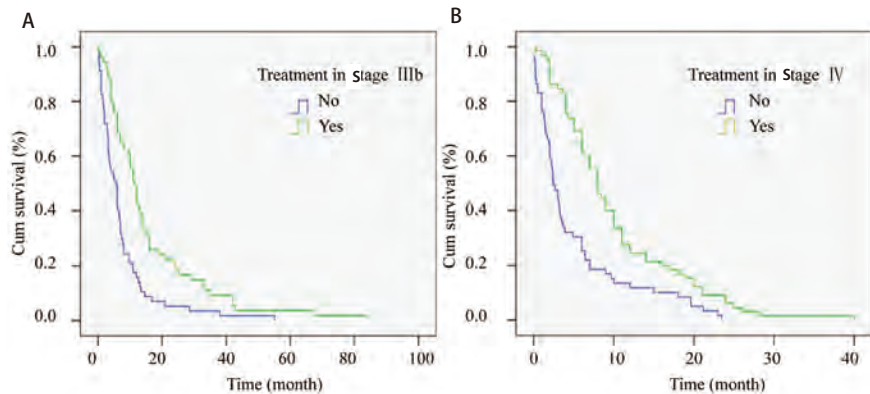 A
Treatment in Stage IIIb
No
Yes
Cum survival (%)
1.0
0.8
0.6
0.4
0.2
0.0
0 20 40 60 80 100
Time (month)
B
Treatment in Stage IV
No
Yes
Cum survival (%)
1.0
0.8
0.6
0.4
0.2
0.0
0 10 20 30 40
Time (month)